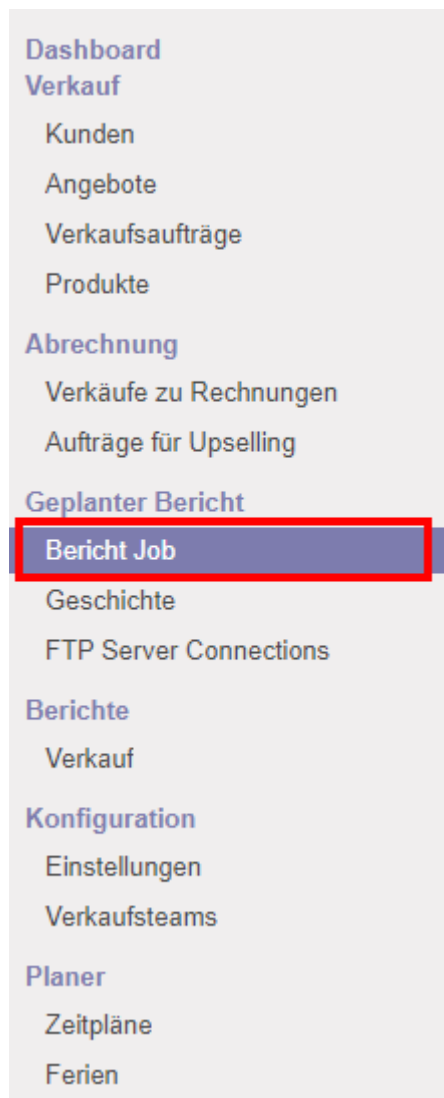 Dashboard
Verkauf
Kunden
Angebote
Verkaufsaufträge
Produkte
Abrechnung
Verkäufe zu Rechnungen
Aufträge für Upselling
Geplanter Bericht
Bericht Job
Geschichte
FTP Server Connections
Berichte
Verkauf
Konfiguration
Einstellungen
Verkaufsteams
Planer
Zeitpläne
Ferien